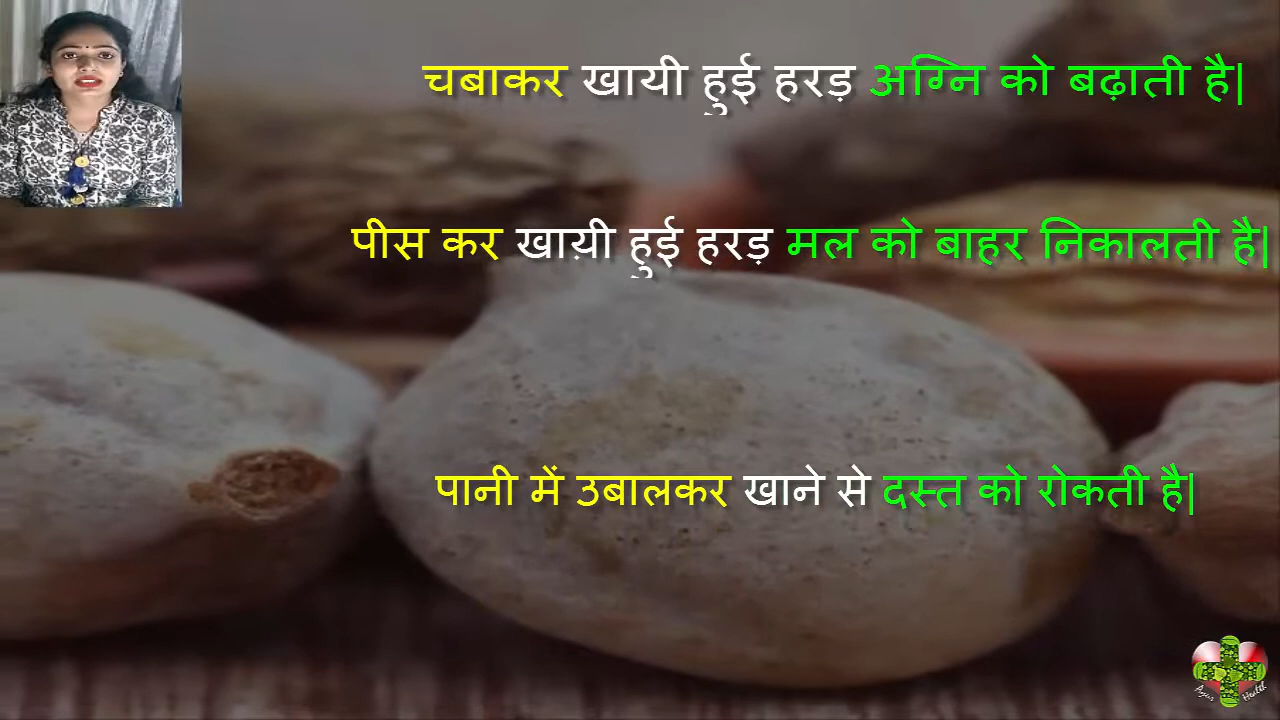 चबाकर खायी हुई हरड़ अग्नि को बढ़ाती है|
पीस कर खाय़ी हुई हरड़ मल को बाहर निकालती है|
पानी में उबालकर खाने से दस्त को रोकती है|